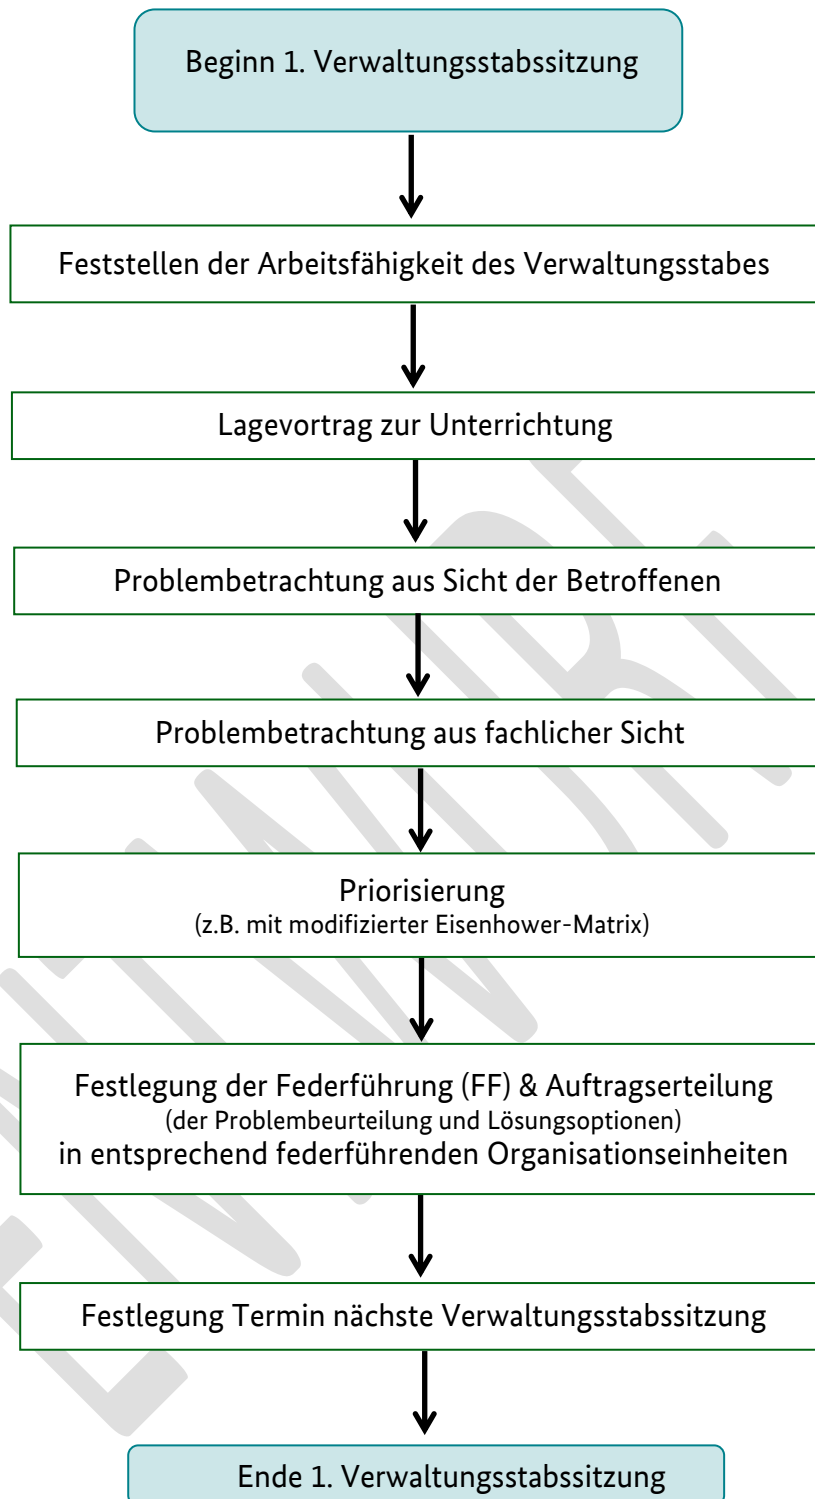 Beginn 1. Verwaltungsstabssitzung
Feststellen der Arbeitsfähigkeit des Verwaltungsstabes
Lagevortrag zur Unterrichtung
Problembetrachtung aus Sicht der Betroffenen
Problembetrachtung aus fachlicher Sicht
Priorisierung
(z.B. mit modifizierter Eisenhower-Matrix)
Festlegung der Federführung (FF) & Auftragserteilung
(der Problembeurteilung und Lösungsoptionen)
in entsprechend federführenden Organisationseinheiten
Festlegung Termin nächste Verwaltungsstabssitzung
Ende 1. Verwaltungsstabssitzung
ENTWURF